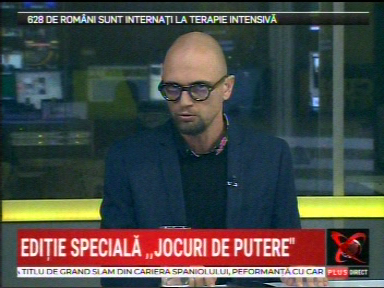 628 DE ROMÂNI SUNT INTERNAȚI LA TERAPIE INTENSIVĂ
EDIȚIE SPECIALĂ ,,JOCURI DE PUTERE"
A TITLU DE GRAND SLAM DIN CARIERA SPANIOLULUI, PEFORMANȚĂ CU CAR
PLUS DIRECT